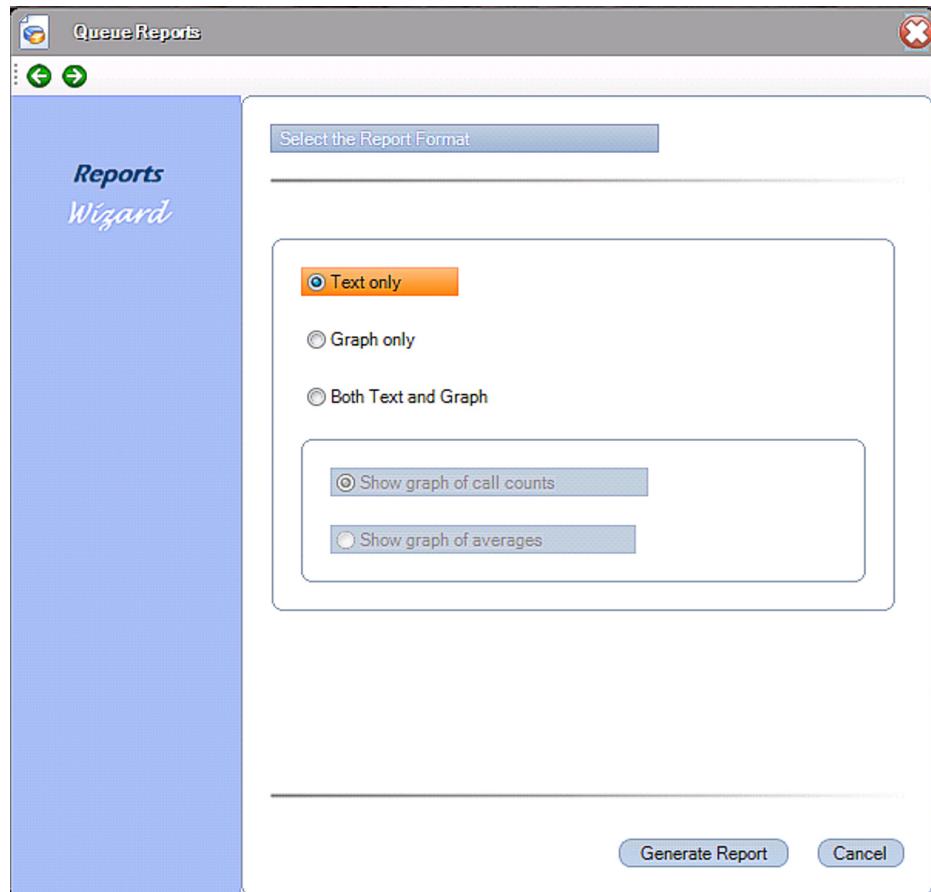 Queue Reports
Reports
Wizard
Select the Report Format
Text only
Graph only
Both Text and Graph
Show graph of call counts
Show graph of averages
Generate Report
Cancel